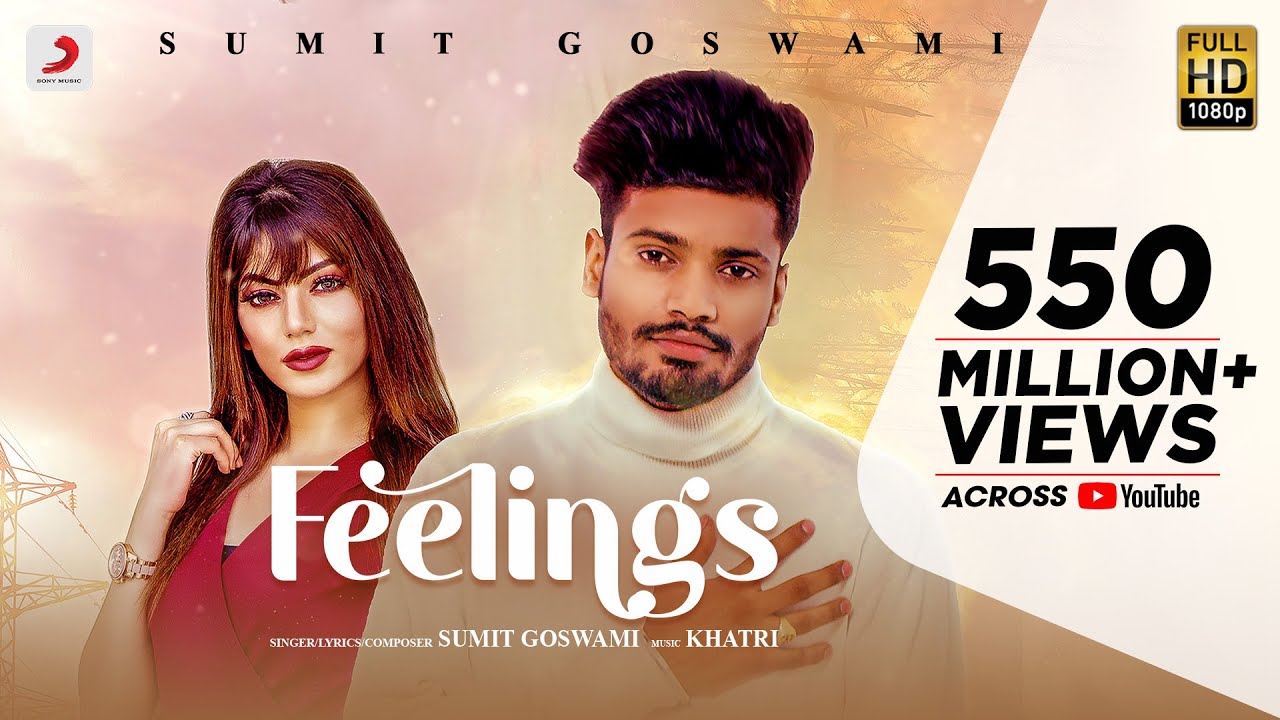 SUMIT GOSWAMI
SONY MUSIC
FULL
HD
1080p
550
MILLION+
VIEWS
ACROSS YouTube
Feelings
SINGER/LYRICS/COMPOSER SUMIT GOSWAMI MUSIC KHATRI